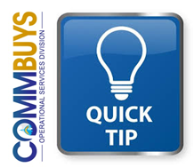 COMMBUYS
OPERATIONAL SERVICES DIVISION
QUICK
TIP